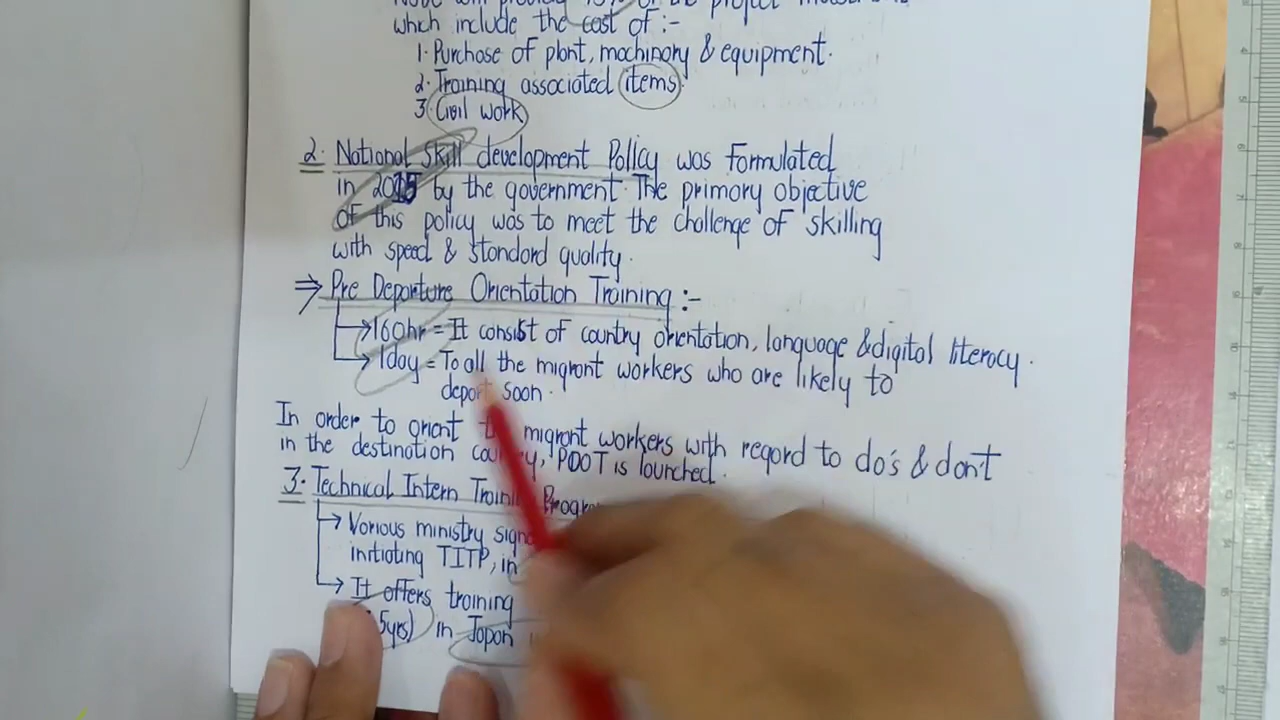 which include the cost of :-
1. Purchase of plant, machinory & equipment.
2. Training associated items.
3. Civil work
2. National Skill development Policy was formulated
in 2015 by the government. The primary objective
of this policy was to meet the challenge of skilling
with speed & standard quality.
⇒ Pre Departure Orientation Training :-
→ 160hr = It consist of country orientation, language & digital literacy.
→ 1day = To all the migrant workers who are likely to
depart soon.
In order to orient the migrant workers with regard to do's & dont
in the destination PDOT is launched.
3. Technical Intern
→ Various ministry
initiating TITP, in
→ It offers training
5yrs) in Japan